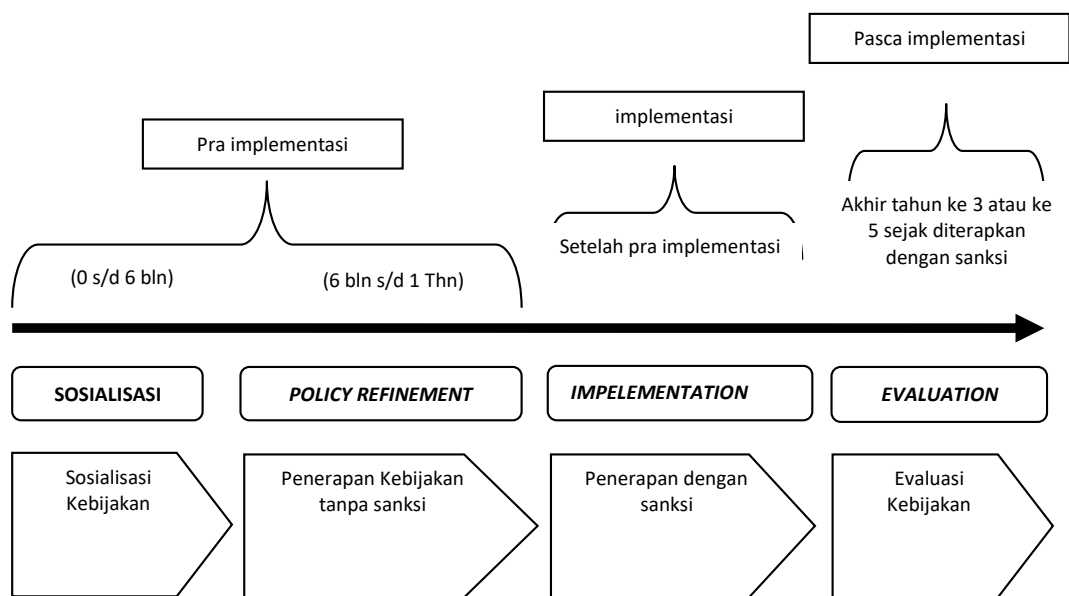 Pasca implementasi
implementasi
Pra implementasi
Akhir tahun ke 3 atau ke
5 sejak diterapkan
dengan sanksi
Setelah pra implementasi
(0 s/d 6 bln)
(6 bln s/d 1 Thn)
SOSIALISASI
POLICY REFINEMENT
IMPELEMENTATION
EVALUATION
Sosialisasi
Kebijakan
Penerapan Kebijakan
tanpa sanksi
Penerapan dengan
sanksi
Evaluasi
Kebijakan